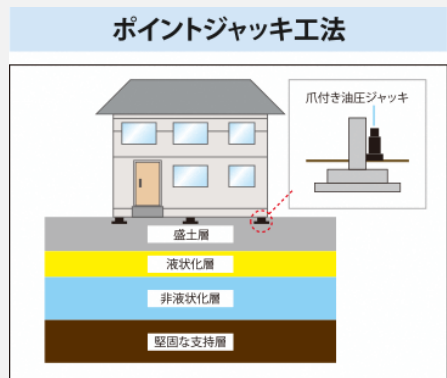 ポイントジャッキ工法
爪付き油圧ジャッキ
盛土層
液状化層
非液状化層
堅固な支持層